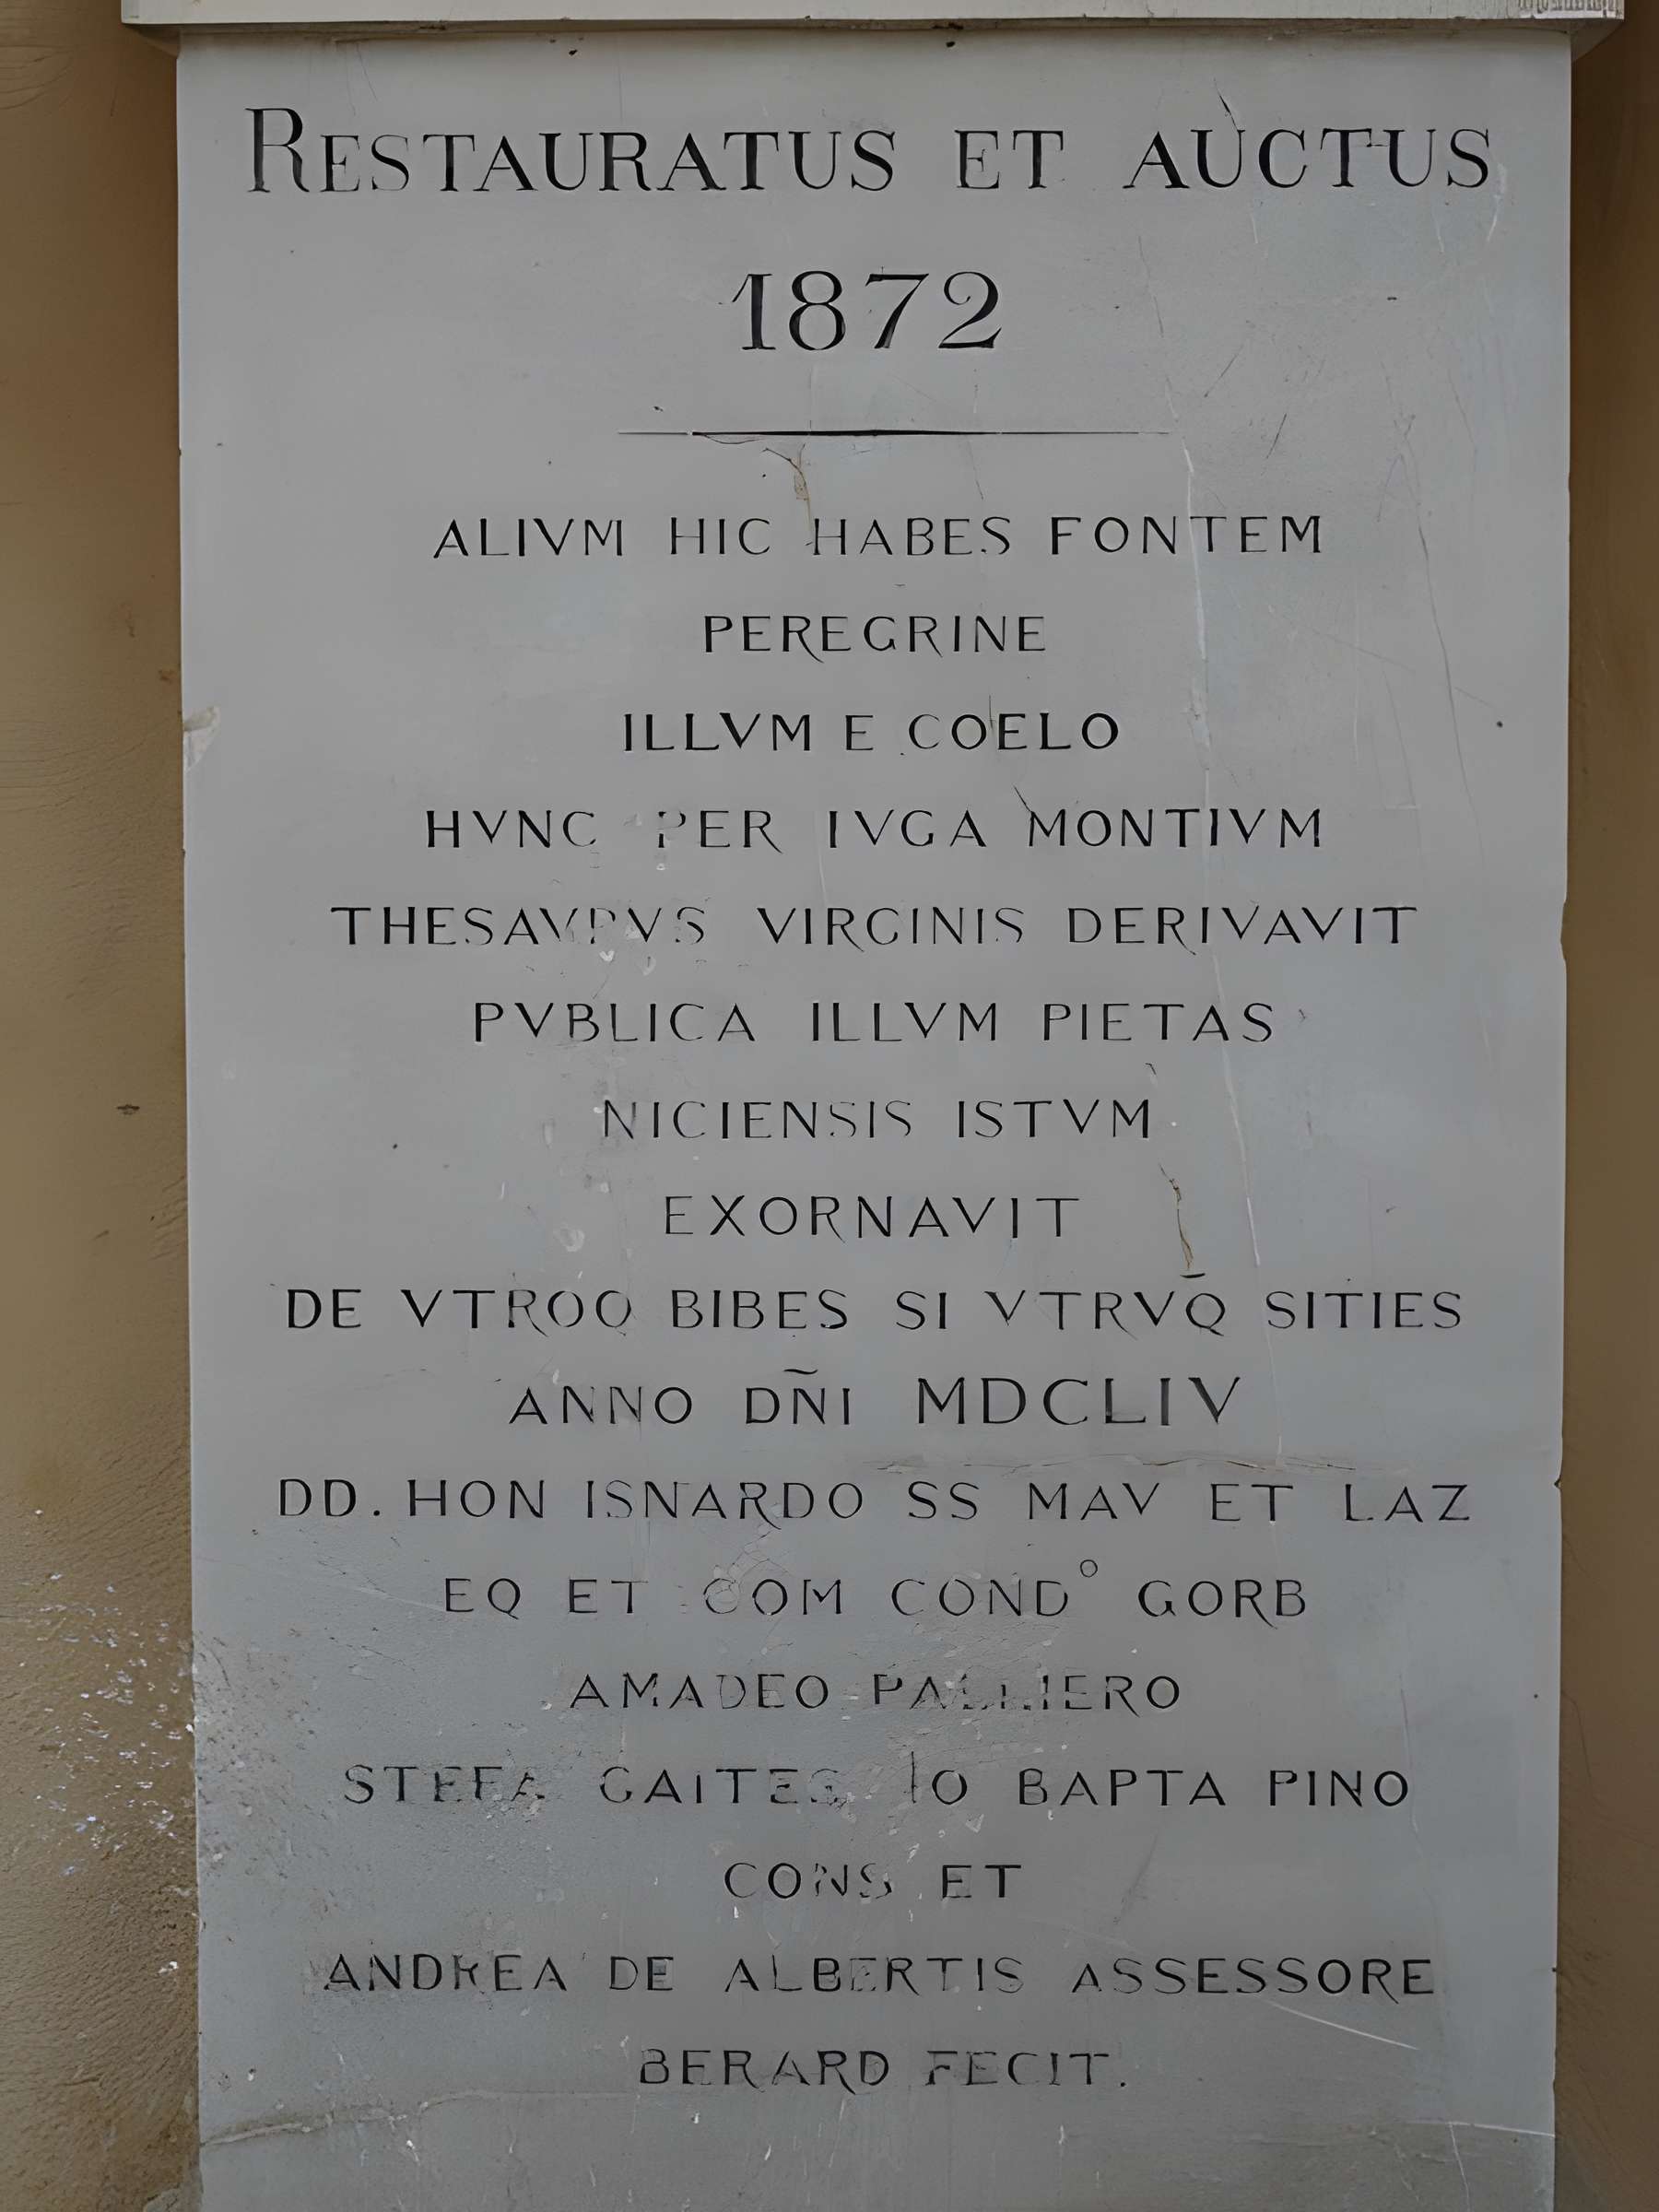 RESTAURATUS ET AUCTUS
1872
ALIVM HIC HABES FONTEM
PEREGRINE
ILLVM E COELO
HVNC PER IVGA MONTIVM
THESAVRVS VIRGINIS DERIVAVIT
PVBLICA ILLVM PIETAS
NICIENSIS ISTVM
EXORNAVIT
DE VTROQ BIBES SI VTRVQ̄ SITIES
ANNO DÑI MDCLIV
DD. HON ISNARDO SS MAV ET LAZ
EQ ET COM COND° GORB
AMADEO
STEFA IO BAPTA PINO
CONS ET
ANDREA DE ALBERTIS ASSESSORE
BERARD FECIT.